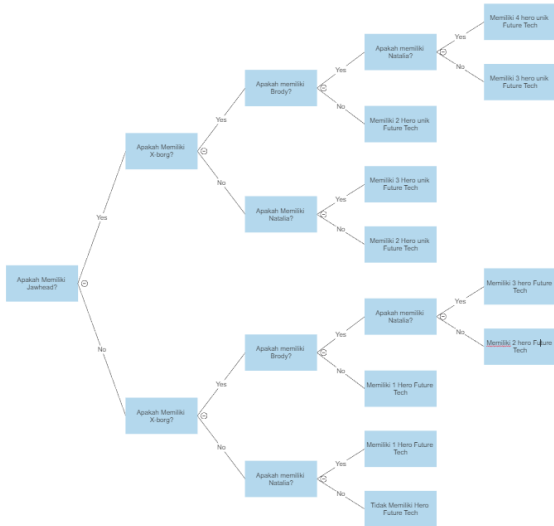 Memiliki 4 hero unik
Future Tech
Yes
Apakah memiliki
Natalia?
No
Memiliki 3 hero unik
Future Tech
Yes
Apakah memiliki
Brody?
No
Memiliki 2 Hero unik
Future Tech
Yes
Apakah Memiliki
X-borg?
No
Memiliki 3 Hero unik
Future Tech
Yes
Apakah Memiliki
Natalia?
No
Memiliki 2 Hero unik
Future Tech
Yes
Apakah Memiliki
Jawhead?
No
Memiliki 3 hero Future
Tech
Yes
Apakah memiliki
Natalia?
No
Memiliki 2 hero Future
Tech
Yes
Apakah memiliki
Brody?
No
Memiliki 1 Hero Future
Tech
Yes
Apakah Memiliki
X-borg?
No
Memiliki 1 Hero Future
Tech
Yes
Apakah memiliki
Natalia?
No
Tidak Memiliki Hero
Future Tech